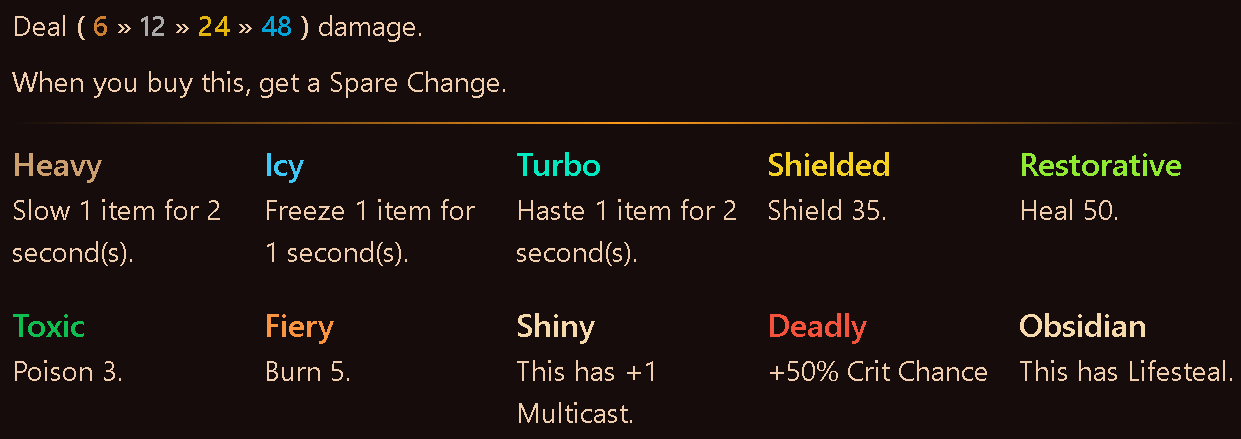 Deal ( 6 » 12 » 24 » 48 ) damage.
When you buy this, get a Spare Change.
Heavy
Slow 1 item for 2
second(s).
Icy
Freeze 1 item for
1 second(s).
Turbo
Haste 1 item for 2
second(s).
Shielded
Shield 35.
Restorative
Heal 50.
Toxic
Poison 3.
Fiery
Burn 5.
Shiny
This has +1
Multicast.
Deadly
+50% Crit Chance
Obsidian
This has Lifesteal.